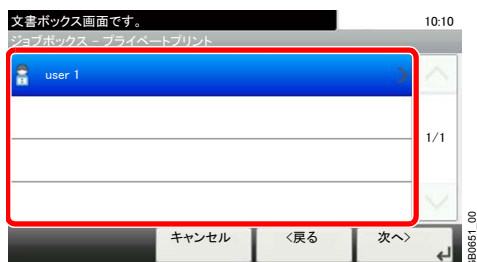 文書ボックス画面です。 10:10
ジョブボックス - プライベートプリント
user 1
1/1
キャンセル <戻る 次へ>